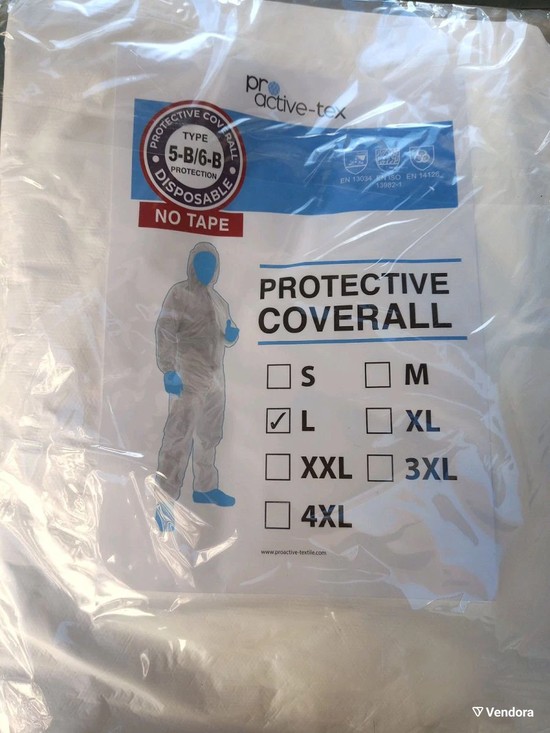 pro
active-tex
PROTECTIVE COVERALL
TYPE
5-B/6-B
PROTECTION
• DISPOSABLE •
NO TAPE
EN 13034 EN ISO EN 14126
13982-1
PROTECTIVE
COVERALL
S M
✓ L XL
XXL 3XL
4XL
www.proactive-textile.com
Vendora